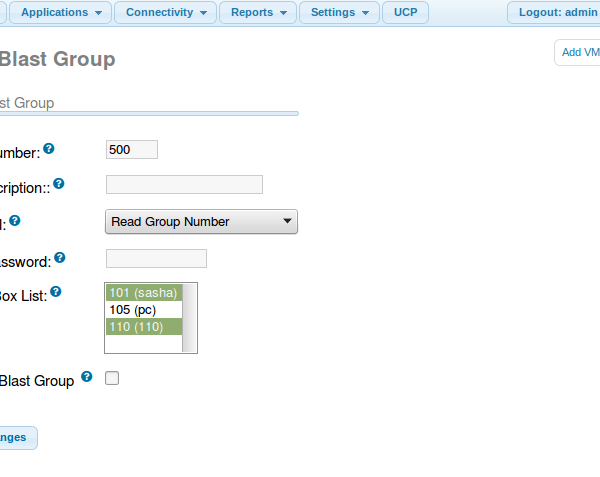 Applications Connectivity Reports Settings UCP Logout: admin
Blast Group
Add VM
st Group
umber: ? 500
cription:: ?
l: ? Read Group Number
assword: ?
Box List: ? 101 (sasha)
105 (pc)
110 (110)
Blast Group ?
anges